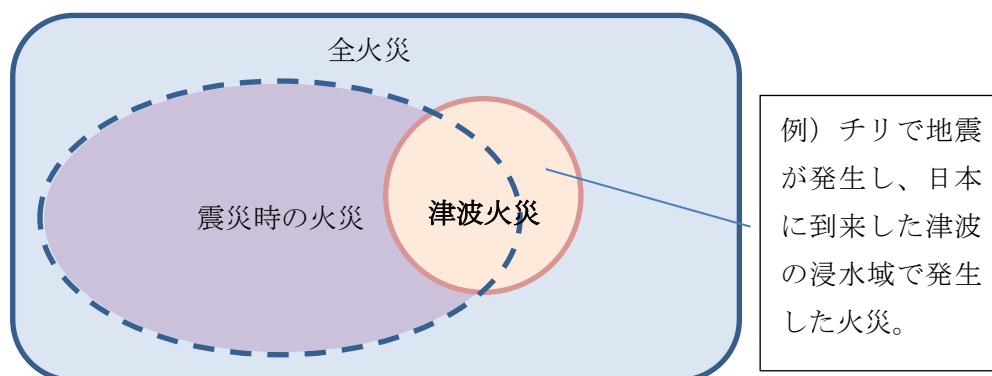 全火災
震災時の火災
津波火災
例）チリで地震
が発生し、日本
に到来した津波
の浸水域で発生
した火災。